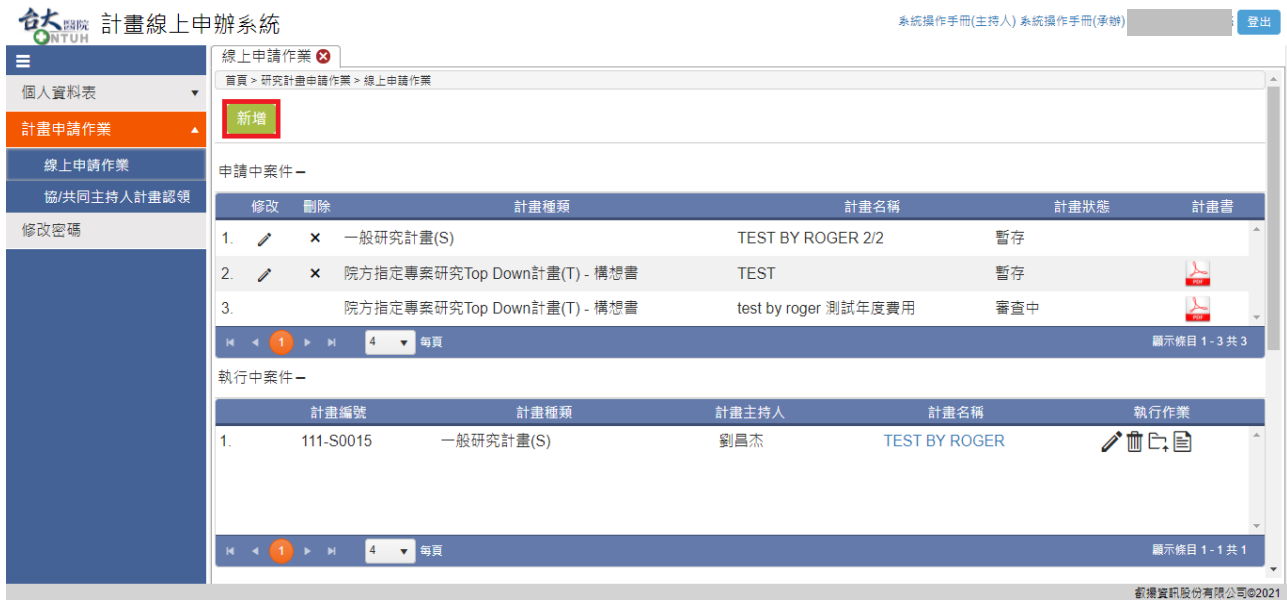 台大醫院 NTUH 計畫線上申辦系統 系統操作手冊(主持人) 系統操作手冊(承辦) 登出
線上申請作業
首頁 > 研究計畫申請作業 > 線上申請作業
個人資料表
計畫申請作業
線上申請作業
協/共同主持人計畫認領
修改密碼
新增
申請中案件
修改 刪除 計畫種類 計畫名稱 計畫狀態 計畫書
1. 一般研究計畫(S) TEST BY ROGER 2/2 暫存
2. 院方指定專案研究Top Down計畫(T) - 構想書 TEST 暫存 PDF
3. 院方指定專案研究Top Down計畫(T) - 構想書 test by roger 測試年度費用 審查中 PDF
1 4 每頁 顯示條目 1 - 3 共 3
執行中案件
計畫編號 計畫種類 計畫主持人 計畫名稱 執行作業
1. 111-S0015 一般研究計畫(S) 劉昌杰 TEST BY ROGER
1 4 每頁 顯示條目 1 - 1 共 1
叡揚資訊股份有限公司©2021